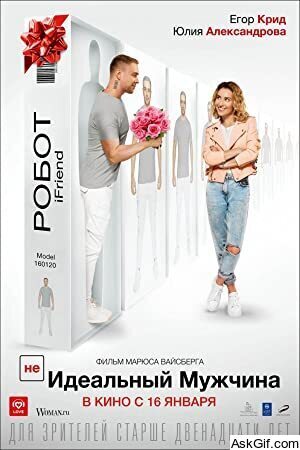 Егор Крид
Юлия Александрова
РОБОТ
iFriend
Model
160120
ФИЛЬМ МАРЮСА ВАЙСБЕРГА
не
Идеальный Мужчина
В КИНО С 16 ЯНВАРЯ
LOVE
WOMAN.ru
ДЛЯ ЗРИТЕЛЕЙ СТАРШЕ ДВЕНАДЦАТИ ЛЕТ
AskGif.com